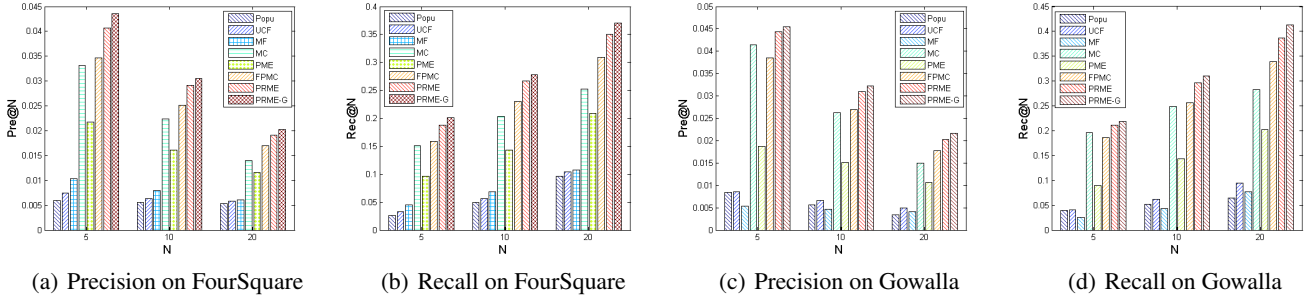 0.045
0.04
0.035
0.03
0.025
0.02
0.015
0.01
0.005
0
Pre@N
5
10
20
N
Popu
UCF
MF
MC
PME
FPMC
PRME
PRME-G
(a) Precision on FourSquare
0.4
0.35
0.3
0.25
0.2
0.15
0.1
0.05
0
Rec@N
5
10
20
N
Popu
UCF
MF
MC
PME
FPMC
PRME
PRME-G
(b) Recall on FourSquare
0.05
0.045
0.04
0.035
0.03
0.025
0.02
0.015
0.01
0.005
0
Pre@N
5
10
20
N
Popu
UCF
MF
MC
PME
FPMC
PRME
PRME-G
(c) Precision on Gowalla
0.45
0.4
0.35
0.3
0.25
0.2
0.15
0.1
0.05
0
Rec@N
5
10
20
N
Popu
UCF
MF
MC
PME
FPMC
PRME
PRME-G
(d) Recall on Gowalla